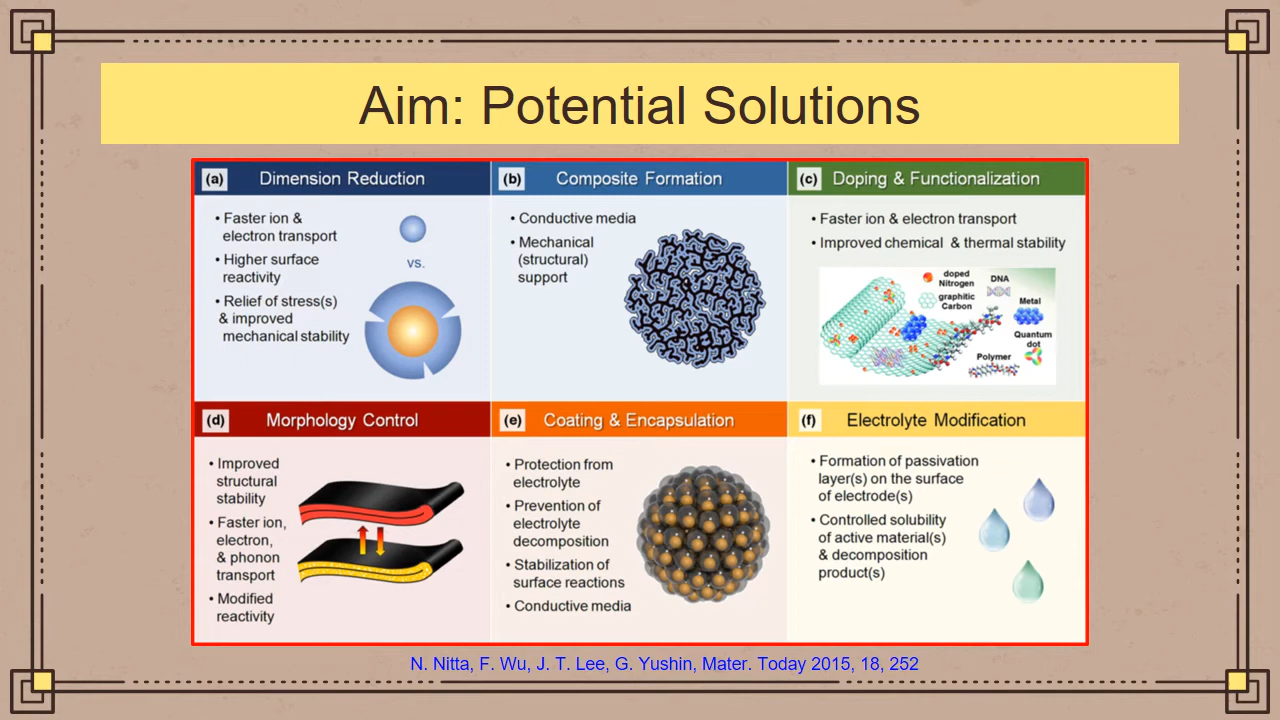 Aim: Potential Solutions
(a) Dimension Reduction
• Faster ion &
electron transport
• Higher surface
reactivity
• Relief of stress(s)
& improved
mechanical stability
vs.
(b) Composite Formation
• Conductive media
• Mechanical
(structural)
support
(c) Doping & Functionalization
• Faster ion & electron transport
• Improved chemical & thermal stability
doped
Nitrogen
graphitic
Carbon
DNA
Metal
Quantum
dot
Polymer
(d) Morphology Control
• Improved
structural
stability
• Faster ion,
electron,
& phonon
transport
• Modified
reactivity
(e) Coating & Encapsulation
• Protection from
electrolyte
• Prevention of
electrolyte
decomposition
• Stabilization of
surface reactions
• Conductive media
(f) Electrolyte Modification
• Formation of passivation
layer(s) on the surface
of electrode(s)
• Controlled solubility
of active material(s)
& decomposition
product(s)
N. Nitta, F. Wu, J. T. Lee, G. Yushin, Mater. Today 2015, 18, 252